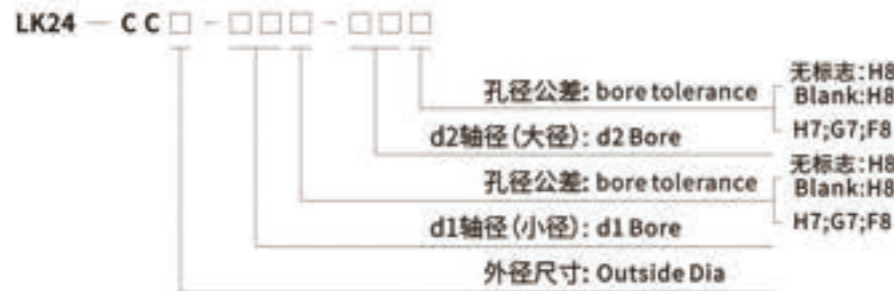 LK24 — CC□ - □□□ - □□□
孔径公差: bore tolerance
无标志:H8
Blank:H8
H7;G7;F8
d2轴径(大径): d2 Bore
孔径公差: bore tolerance
无标志:H8
Blank:H8
H7;G7;F8
d1轴径(小径): d1 Bore
外径尺寸: Outside Dia